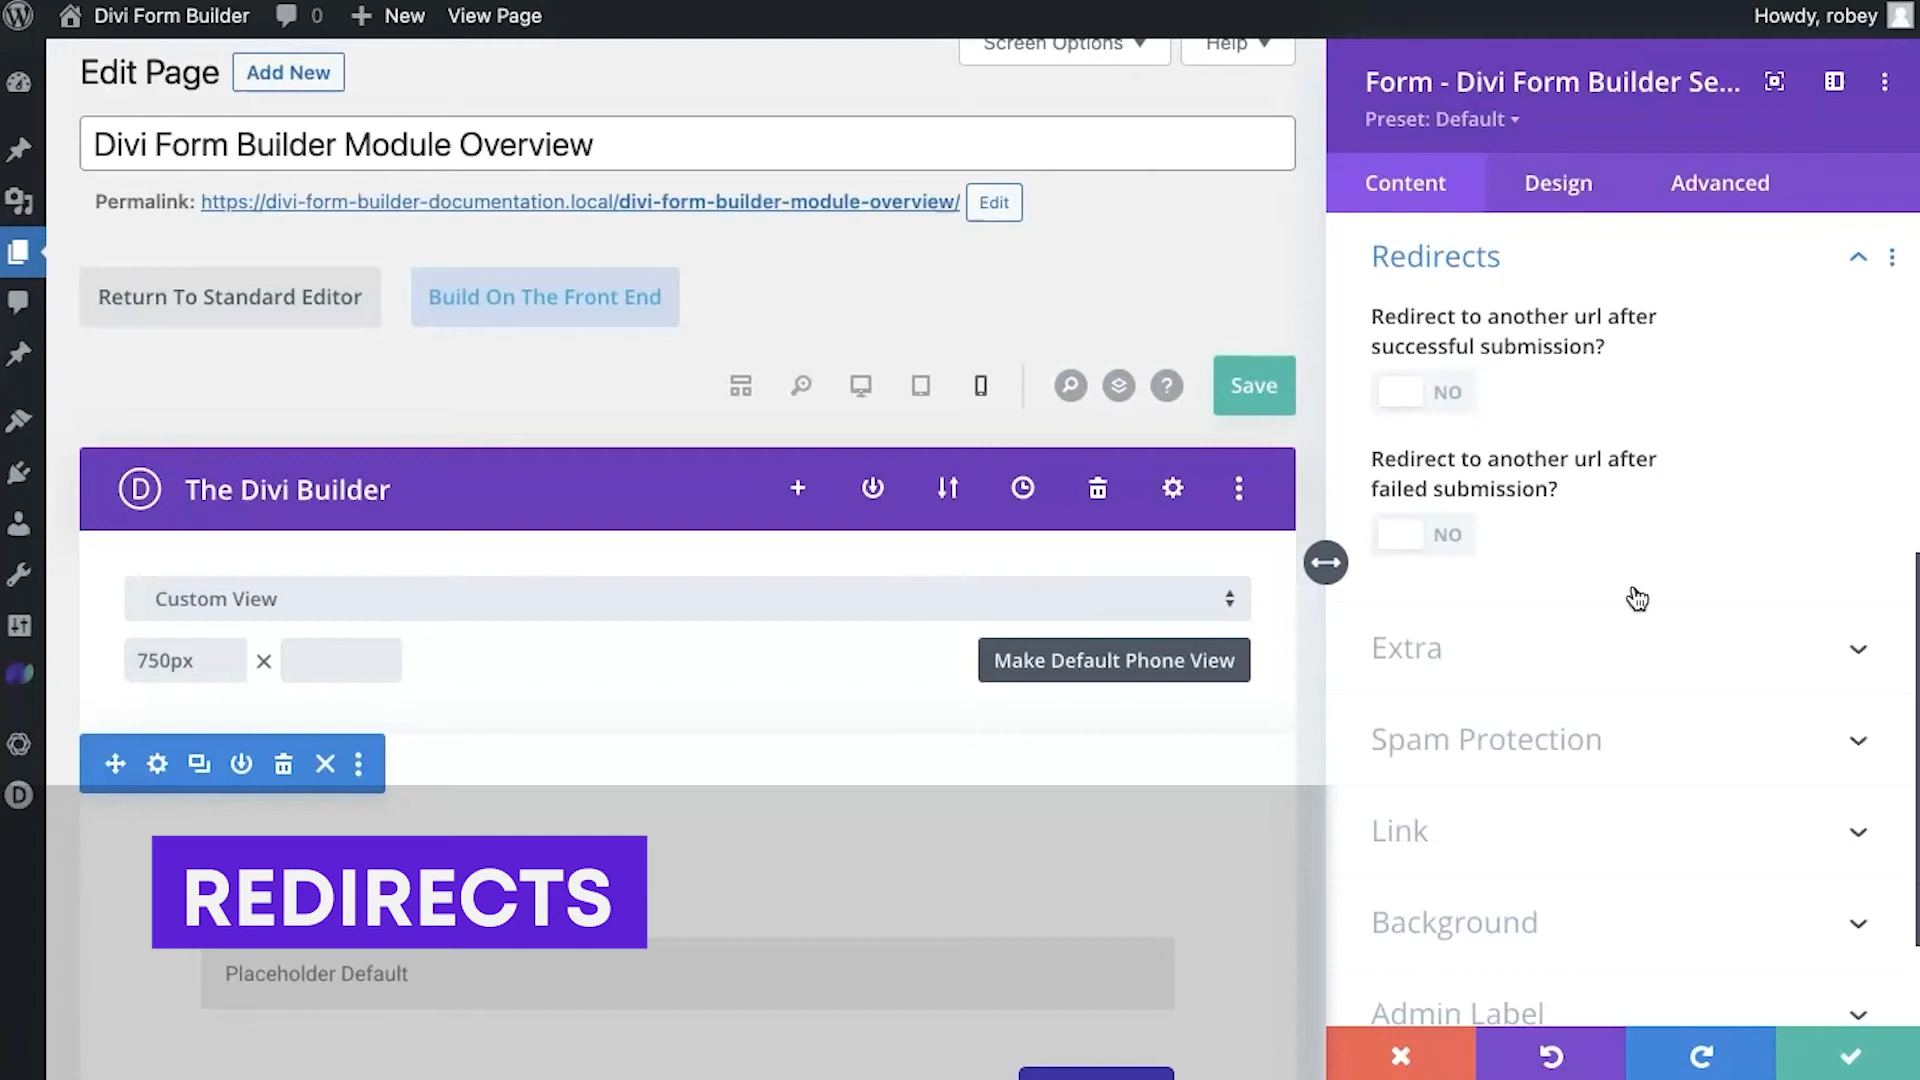 Divi Form Builder
0
New
View Page
Howdy, robey
Edit Page
Add New
Screen Options
Help
Divi Form Builder Module Overview
Permalink: https://divi-form-builder-documentation.local/divi-form-builder-module-overview/
Edit
Return To Standard Editor
Build On The Front End
?
Save
D
The Divi Builder
Custom View
750px
Make Default Phone View
REDIRECTS
Placeholder Default
D
Form - Divi Form Builder Se...
Preset: Default
Content
Design
Advanced
Redirects
Redirect to another url after
successful submission?
NO
Redirect to another url after
failed submission?
NO
Extra
Spam Protection
Link
Background
Admin Label